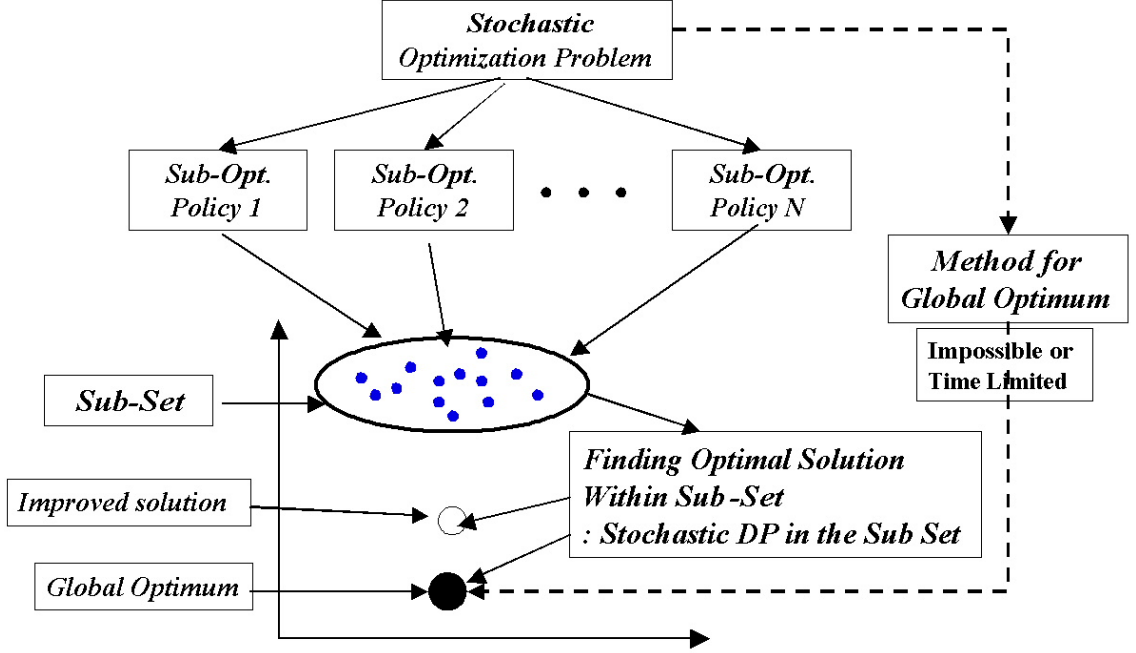 Stochastic
Optimization Problem
Sub-Opt.
Policy 1
Sub-Opt.
Policy 2
Sub-Opt.
Policy N
Method for
Global Optimum
Impossible or
Time Limited
Sub-Set
Finding Optimal Solution
Within Sub-Set
: Stochastic DP in the Sub Set
Improved solution
Global Optimum